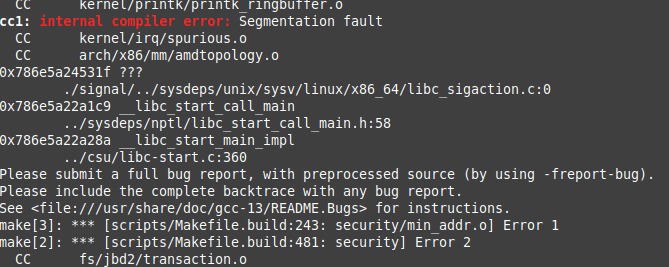 CC      kernel/printk/printk_ringbuffer.o
cc1: internal compiler error: Segmentation fault
CC      kernel/irq/spurious.o
CC      arch/x86/mm/amdtopology.o
0x786e5a24531f ???
        ./signal/../sysdeps/unix/sysv/linux/x86_64/libc_sigaction.c:0
0x786e5a22a1c9 __libc_start_call_main
        ../sysdeps/nptl/libc_start_call_main.h:58
0x786e5a22a28a __libc_start_main_impl
        ../csu/libc-start.c:360
Please submit a full bug report, with preprocessed source (by using -freport-bug).
Please include the complete backtrace with any bug report.
See <file:///usr/share/doc/gcc-13/README.Bugs> for instructions.
make[3]: *** [scripts/Makefile.build:243: security/min_addr.o] Error 1
make[2]: *** [scripts/Makefile.build:481: security] Error 2
CC      fs/jbd2/transaction.o